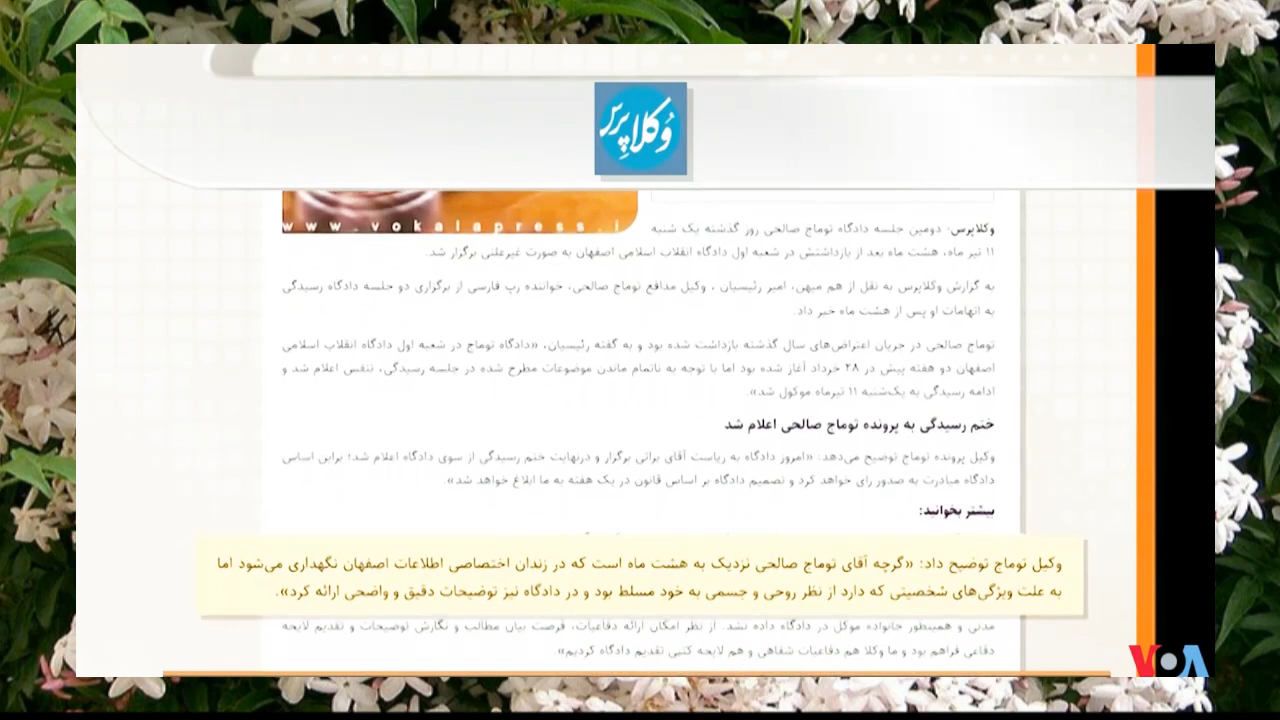 وکلاپرس
www.vokalapress.i
وکلاپرس- دومین جلسه دادگاه توماج صالحی روز گذشته یک شنبه
۱۱ تیر ماه، هشت ماه بعد از بازداشتش در شعبه اول دادگاه انقلاب اسلامی اصفهان به صورت غیرعلنی برگزار شد.
به گزارش وکلاپرس به نقل از هم میهن، امیر رئیسیان ، وکیل مدافع توماج صالحی، خواننده رپ فارسی از برگزاری دو جلسه دادگاه رسیدگی
به اتهامات او پس از هشت ماه خبر داد.
توماج صالحی در جریان اعتراض‌های سال گذشته بازداشت شده بود و به گفته رئیسیان، «دادگاه توماج در شعبه اول دادگاه انقلاب اسلامی
اصفهان دو هفته پیش در ۲۸ خرداد آغاز شده بود اما با توجه به ناتمام ماندن موضوعات مطرح شده در جلسه رسیدگی، تنفس اعلام شد و
ادامه رسیدگی به یک‌شنبه ۱۱ تیرماه موکول شد».
ختم رسیدگی به پرونده توماج صالحی اعلام شد
وکیل پرونده توماج توضیح می‌دهد: «امروز دادگاه به ریاست آقای براتی برگزار و درنهایت ختم رسیدگی از سوی دادگاه اعلام شد؛ براین اساس
دادگاه مبادرت به صدور رای خواهد کرد و تصمیم دادگاه بر اساس قانون در یک هفته به ما ابلاغ خواهد شد».
بیشتر بخوانید:
وکیل توماج توضیح داد: «گرچه آقای توماج صالحی نزدیک به هشت ماه است که در زندان اختصاصی اطلاعات اصفهان نگهداری می‌شود اما
به علت ویژگی‌های شخصیتی که دارد از نظر روحی و جسمی به خود مسلط بود و در دادگاه نیز توضیحات دقیق و واضحی ارائه کرد».
مدنی و همینطور خانواده موکل در دادگاه داده نشد. از نظر امکان ارائه دفاعیات، فرصت بیان مطالب و نگارش توضیحات و تقدیم لایحه
دفاعی فراهم بود و ما وکلا هم دفاعیات شفاهی و هم لایحه کتبی تقدیم دادگاه کردیم».
VOA